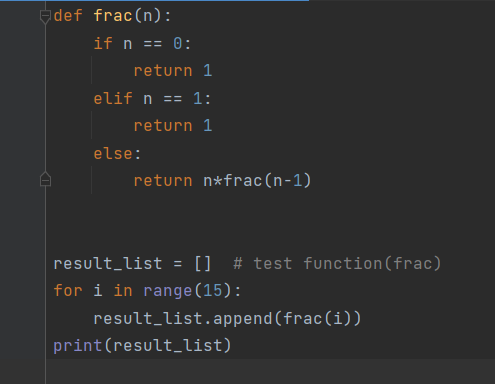 def frac(n):
    if n == 0:
        return 1
    elif n == 1:
        return 1
    else:
        return n*frac(n-1)
result_list = []  # test function(frac)
for i in range(15):
    result_list.append(frac(i))
print(result_list)